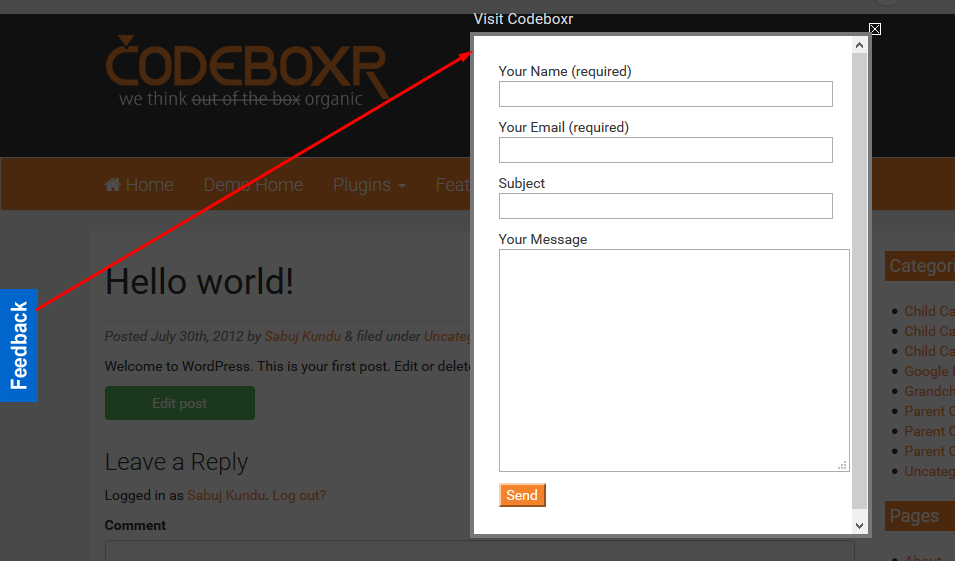 Visit Codeboxr
CODEBOXR
we think out of the box organic
Your Name (required)
Your Email (required)
Subject
Your Message
Send
Home Demo Home Plugins Feat
Hello world!
Posted July 30th, 2012 by Sabuj Kundu & filed under Uncateg
Welcome to WordPress. This is your first post. Edit or delete
Edit post
Feedback
Leave a Reply
Logged in as Sabuj Kundu. Log out?
Comment
Categori
Child Ca
Child Ca
Child Ca
Google
Grandch
Parent C
Parent C
Parent C
Uncateg
Pages
About